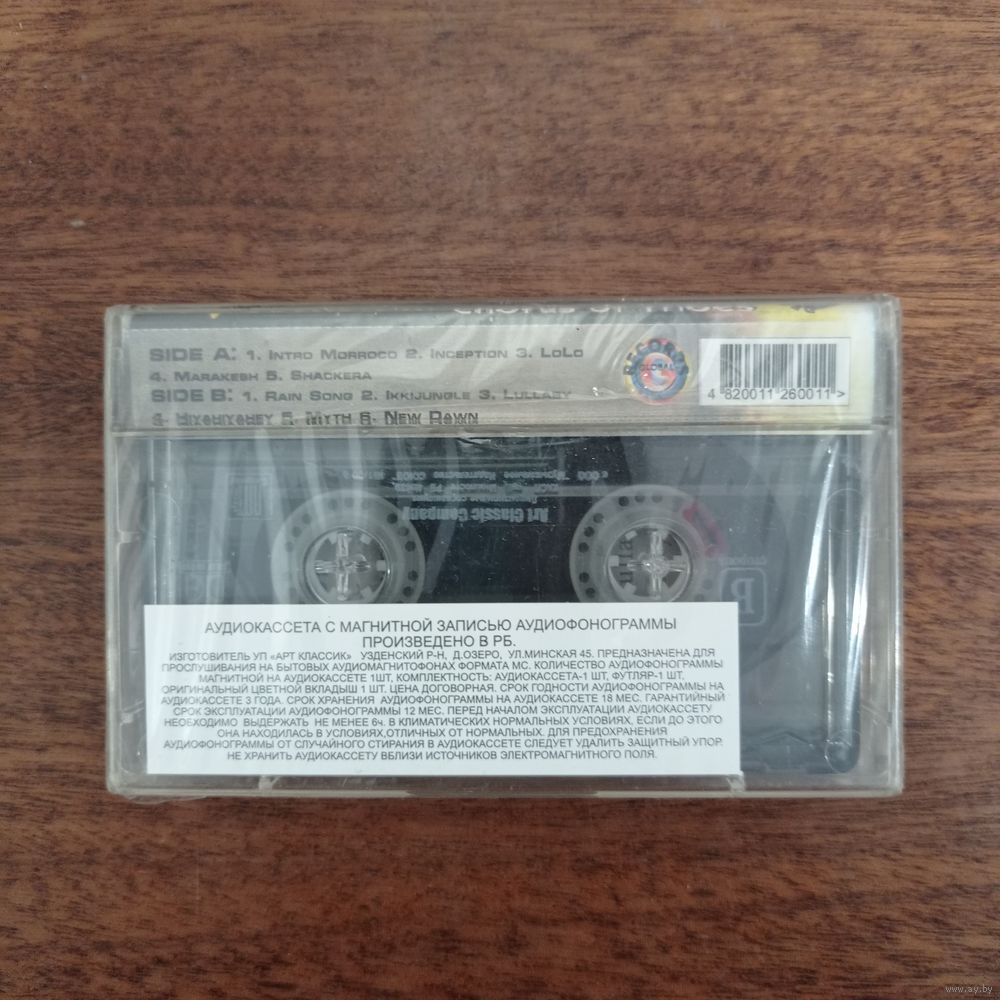 SIDE A: 1. INTRO MORROCO 2. INCEPTION 3. LOLO
4. MARAKESH 5. SHACKERA
SIDE B: 1. RAIN SONG 2. IKKIJUNGLE 3. LULLABY
5. MYTH 6. NEW DAWN
RECORDS
GLOBAL
4 820011 260011 >
Art Classic Company
B
АУДИОКАССЕТА С МАГНИТНОЙ ЗАПИСЬЮ АУДИОФОНОГРАММЫ
ПРОИЗВЕДЕНО В РБ.
ИЗГОТОВИТЕЛЬ УП «АРТ КЛАССИК» УЗДЕНСКИЙ Р-Н, Д.ОЗЕРО, УЛ.МИНСКАЯ 45. ПРЕДНАЗНАЧЕНА ДЛЯ
ПРОСЛУШИВАНИЯ НА БЫТОВЫХ АУДИОМАГНИТОФОНАХ ФОРМАТА МС. КОЛИЧЕСТВО АУДИОФОНОГРАММЫ
МАГНИТНОЙ НА АУДИОКАССЕТЕ 1ШТ, КОМПЛЕКТНОСТЬ: АУДИОКАССЕТА-1 ШТ, ФУТЛЯР-1 ШТ,
ОРИГИНАЛЬНЫЙ ЦВЕТНОЙ ВКЛАДЫШ 1 ШТ. ЦЕНА ДОГОВОРНАЯ. СРОК ГОДНОСТИ АУДИОФОНОГРАММЫ НА
АУДИОКАССЕТЕ 3 ГОДА. СРОК ХРАНЕНИЯ АУДИОФОНОГРАММЫ НА АУДИОКАССЕТЕ 18 МЕС. ГАРАНТИЙНЫЙ
СРОК ЭКСПЛУАТАЦИИ АУДИОФОНОГРАММЫ 12 МЕС. ПЕРЕД НАЧАЛОМ ЭКСПЛУАТАЦИИ АУДИОКАССЕТУ
НЕОБХОДИМО ВЫДЕРЖАТЬ НЕ МЕНЕЕ 6ч. В КЛИМАТИЧЕСКИХ НОРМАЛЬНЫХ УСЛОВИЯХ, ЕСЛИ ДО ЭТОГО
ОНА НАХОДИЛАСЬ В УСЛОВИЯХ,ОТЛИЧНЫХ ОТ НОРМАЛЬНЫХ. ДЛЯ ПРЕДОХРАНЕНИЯ
АУДИОФОНОГРАММЫ ОТ СЛУЧАЙНОГО СТИРАНИЯ В АУДИОКАССЕТЕ СЛЕДУЕТ УДАЛИТЬ ЗАЩИТНЫЙ УПОР.
НЕ ХРАНИТЬ АУДИОКАССЕТУ ВБЛИЗИ ИСТОЧНИКОВ ЭЛЕКТРОМАГНИТНОГО ПОЛЯ.
www.ay.by